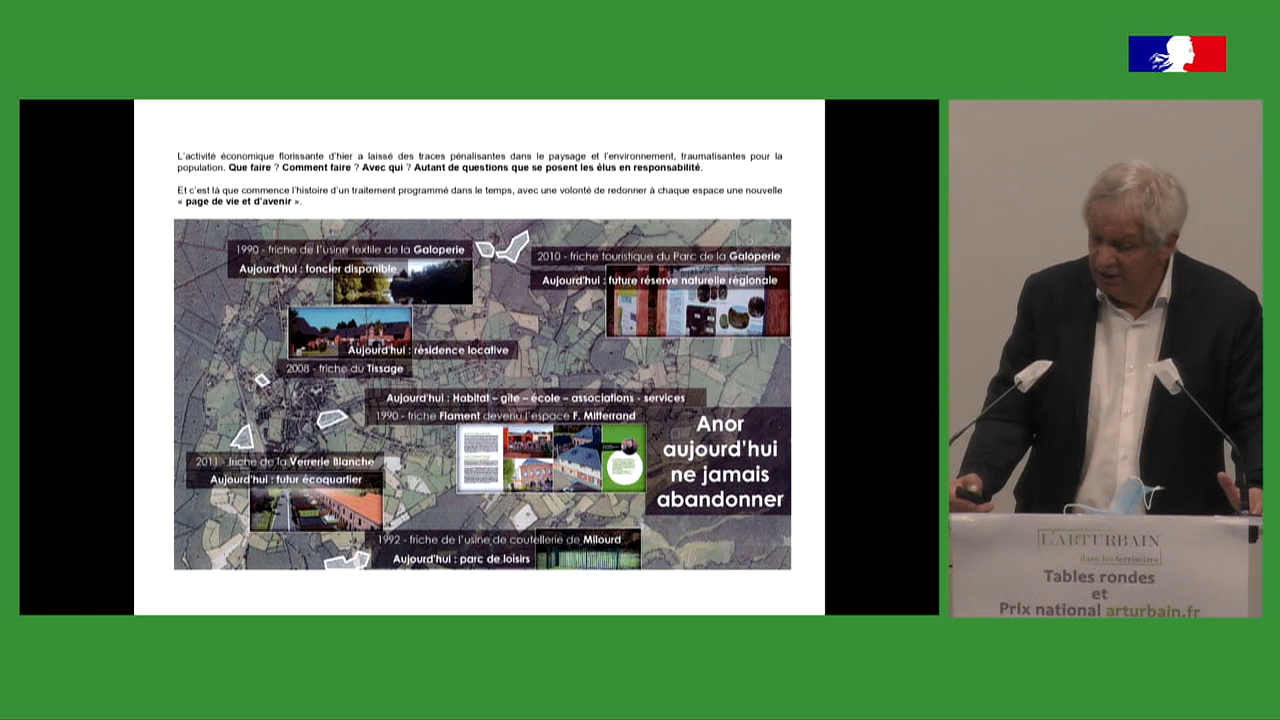 L'activité économique florissante d'hier a laissé des traces pénalisantes dans le paysage et l'environnement, traumatisantes pour la
population. Que faire ? Comment faire ? Avec qui ? Autant de questions que se posent les élus en responsabilité.
Et c'est là que commence l'histoire d'un traitement programmé dans le temps, avec une volonté de redonner à chaque espace une nouvelle
« page de vie et d'avenir ».
1990 - friche de l'usine textile de la Galoperie
Aujourd'hui : foncier disponible
2010 - friche touristique du Parc de la Galoperie
Aujourd'hui : future réserve naturelle régionale
Aujourd'hui : résidence locative
2008 - friche du Tissage
Aujourd'hui : Habitat – gîte – école – associations - services
1990 - friche Flament devenu l'espace F. Mitterrand
Anor
aujourd'hui
ne jamais
abandonner
2011 - friche de la Verrerie Blanche
Aujourd'hui : futur écoquartier
1992 - friche de l'usine de coutellerie de Milourd
Aujourd'hui : parc de loisirs
L'ARTURBAIN
dans les territoires
Tables rondes
et
Prix national arturbain.fr